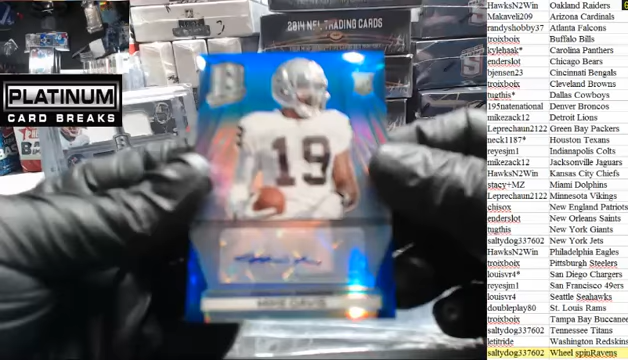 PLATINUM
CARD BREAKS
2014 NFL TRADING CARDS
19
MIKE DAVIS
HawksN2Win Oakland Raiders
Makaveli209 Arizona Cardinals
randyshobby37 Atlanta Falcons
troixboix Buffalo Bills
kylehaak* Carolina Panthers
enderslot Chicago Bears
bjensen23 Cincinnati Bengals
troixboix Cleveland Browns
tugthis* Dallas Cowboys
195natenational Denver Broncos
mikezack12 Detroit Lions
Leprechaun2122 Green Bay Packers
neck1187* Houston Texans
reyesjm1 Indianapolis Colts
mikezack12 Jacksonville Jaguars
HawksN2Win Kansas City Chiefs
stacy+MZ Miami Dolphins
Leprechaun2122 Minnesota Vikings
chisox New England Patriots
enderslot New Orleans Saints
tugthis New York Giants
saltydog337602 New York Jets
HawksN2Win Philadelphia Eagles
troixboix Pittsburgh Steelers
louisvr4* San Diego Chargers
reyesjm1 San Francisco 49ers
louisvr4 Seattle Seahawks
doubleplay80 St. Louis Rams
troixboix Tampa Bay Buccanee
saltydog337602 Tennessee Titans
letitride Washington Redskins
saltydog337602 Wheel spinRavens